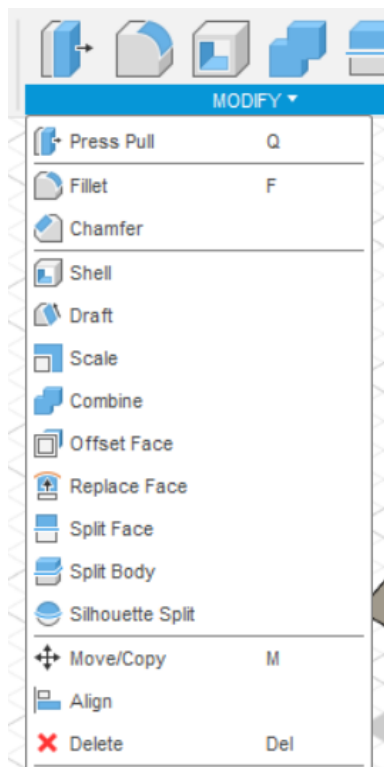 MODIFY
Press Pull Q
Fillet F
Chamfer
Shell
Draft
Scale
Combine
Offset Face
Replace Face
Split Face
Split Body
Silhouette Split
Move/Copy M
Align
Delete Del